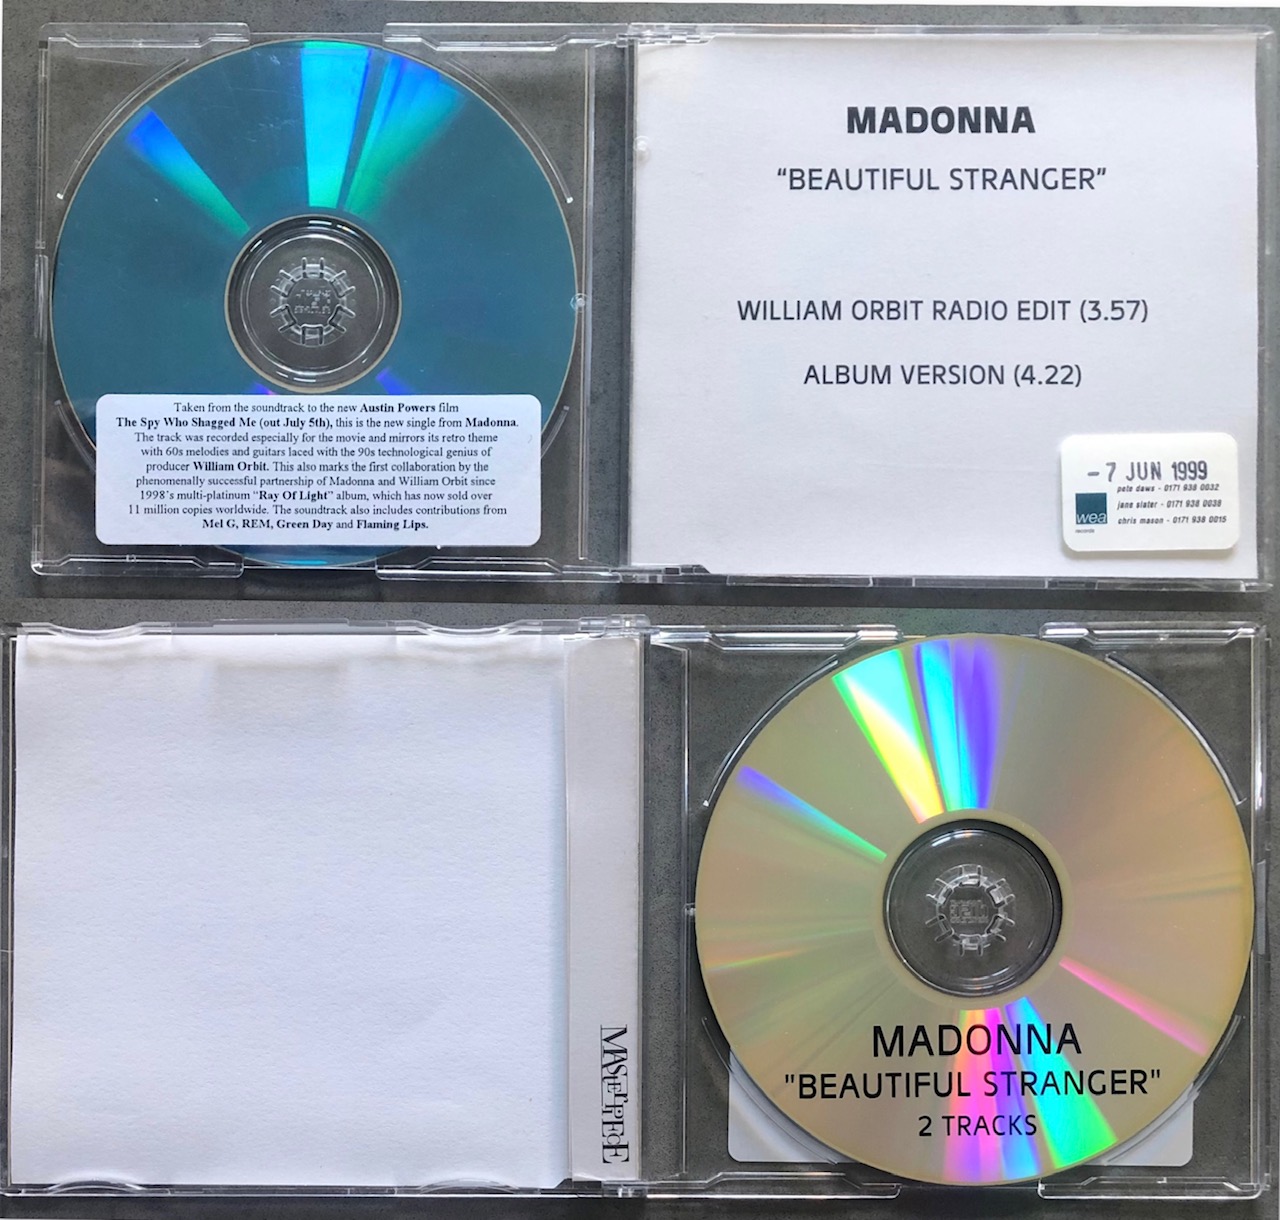 MADONNA
“BEAUTIFUL STRANGER”
WILLIAM ORBIT RADIO EDIT (3.57)
ALBUM VERSION (4.22)
- 7 JUN 1999
pete daws - 0171 938 0032
jane slater - 0171 938 0039
chris mason - 0171 938 0015
wea
records
Taken from the soundtrack to the new Austin Powers film
The Spy Who Shagged Me (out July 5th), this is the new single from Madonna.
The track was recorded especially for the movie and mirrors its retro theme
with 60s melodies and guitars laced with the 90s technological genius of
producer William Orbit. This also marks the first collaboration by the
phenomenally successful partnership of Madonna and William Orbit since
1998's multi-platinum “Ray Of Light” album, which has now sold over
11 million copies worldwide. The soundtrack also includes contributions from
Mel G, REM, Green Day and Flaming Lips.
MASTERPIECE
MADONNA
"BEAUTIFUL STRANGER"
2 TRACKS